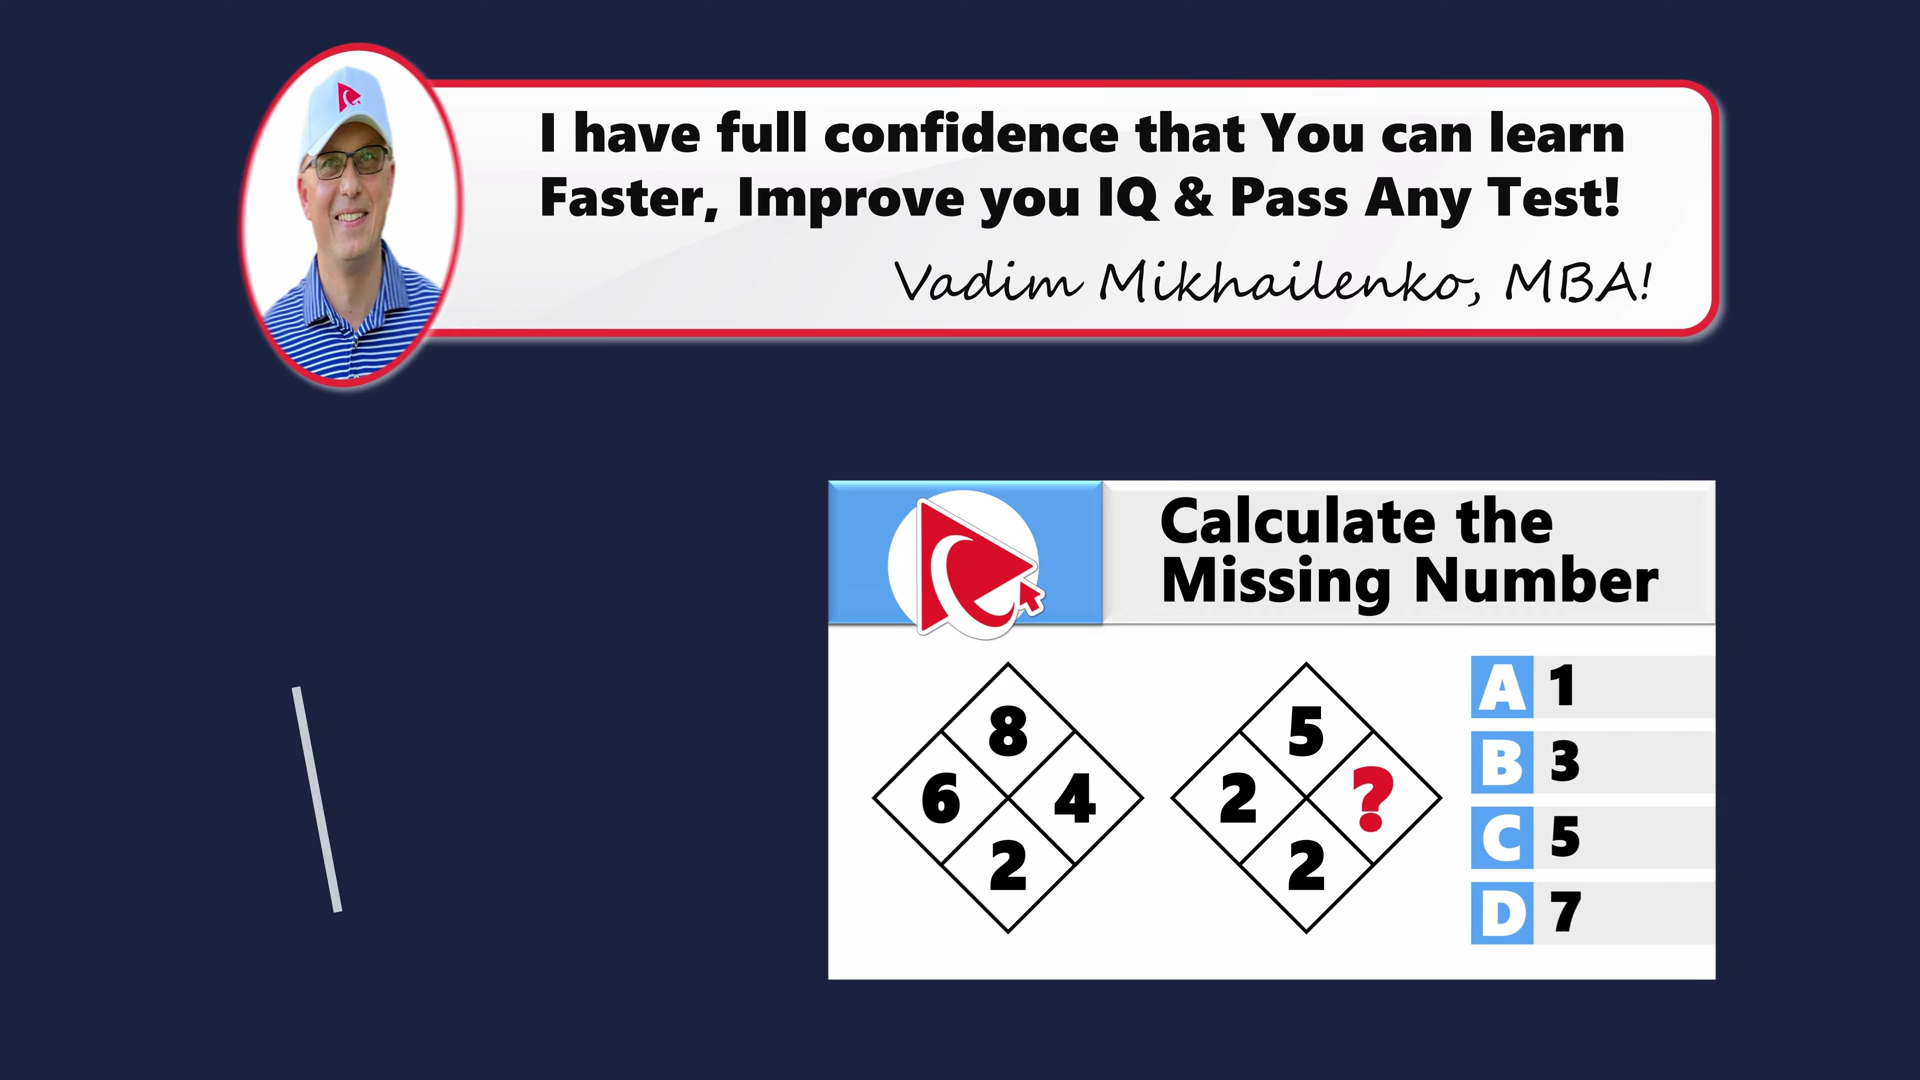 I have full confidence that You can learn
Faster, Improve you IQ & Pass Any Test!
Vadim Mikhailenko, MBA!
Calculate the
Missing Number
8
6 4
2
5
2 ?
2
A 1
B 3
C 5
D 7